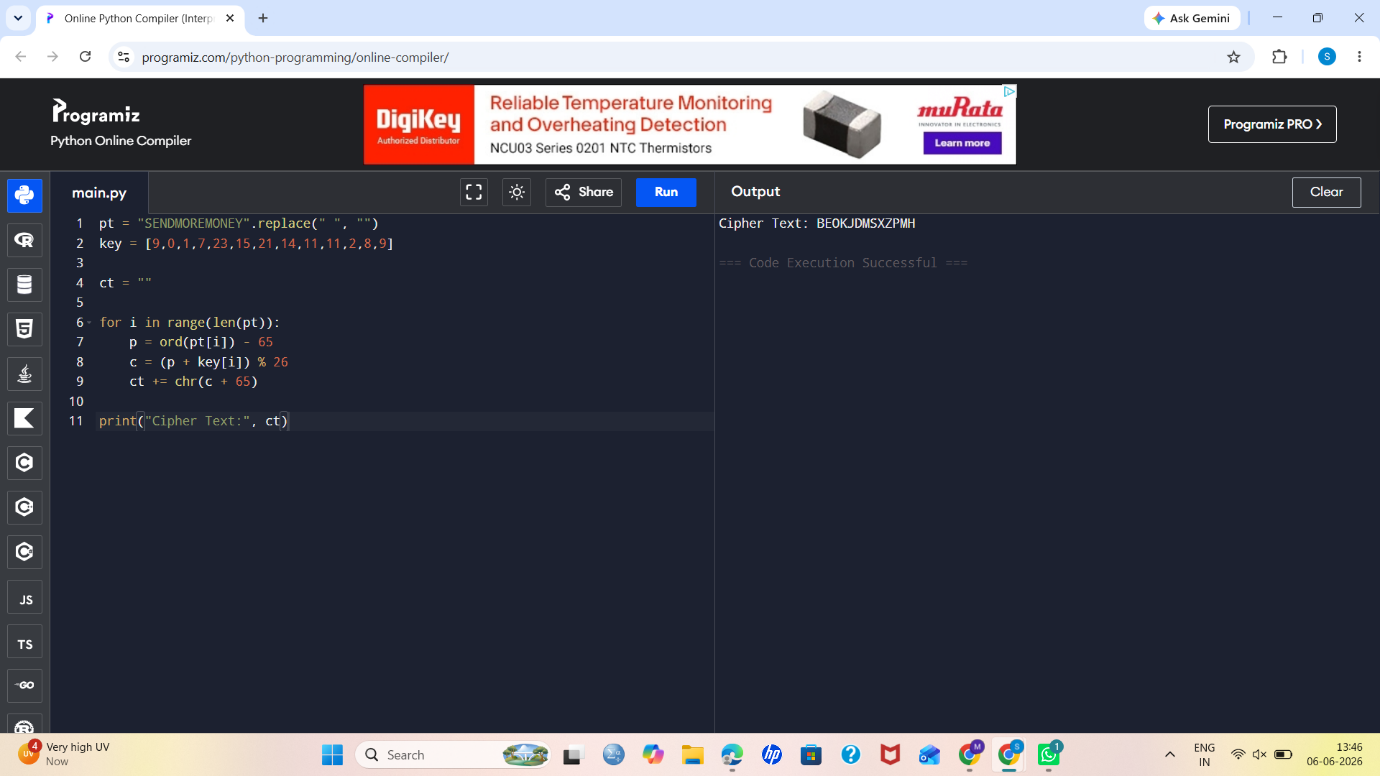 Online Python Compiler (Interp
Ask Gemini
programiz.com/python-programming/online-compiler/
S
Programiz
Python Online Compiler
DigiKey
Authorized Distributor
Reliable Temperature Monitoring
and Overheating Detection
NCU03 Series 0201 NTC Thermistors
muRata
INNOVATOR IN ELECTRONICS
Learn more
Programiz PRO >
main.py
Share
Run
Output
Clear
1 pt = "SENDMOREMONEY".replace(" ", "")
2 key = [9,0,1,7,23,15,21,14,11,11,2,8,9]
3
4 ct = ""
5
6 for i in range(len(pt)):
7 p = ord(pt[i]) - 65
8 c = (p + key[i]) % 26
9 ct += chr(c + 65)
10
11 print("Cipher Text:", ct)
Cipher Text: BEOKJDMSXZPMH
=== Code Execution Successful ===
JS
TS
GO
UV
4
Very high UV
Now
Search
hp
M
S
1
ENG
IN
13:46
06-06-2026